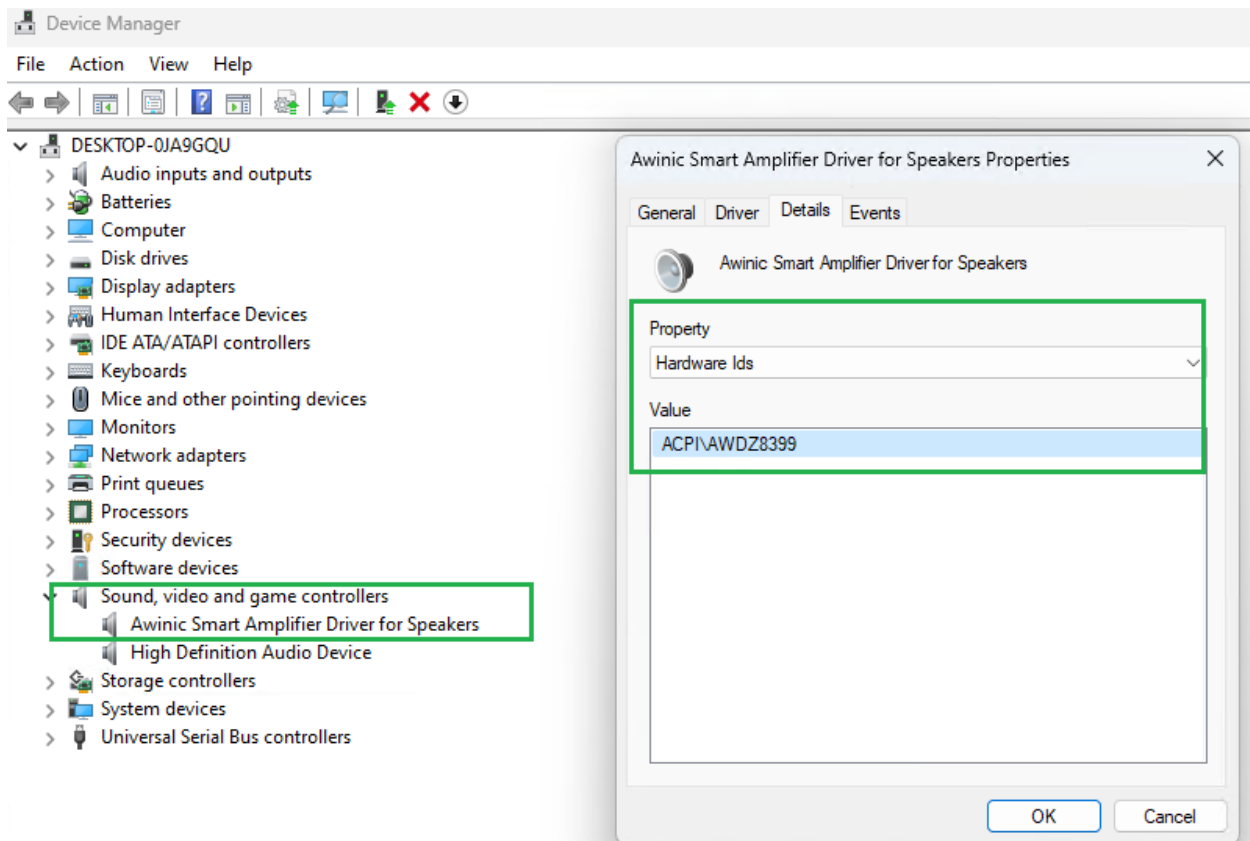 Device Manager
File Action View Help
DESKTOP-0JA9GQU
Audio inputs and outputs
Batteries
Computer
Disk drives
Display adapters
Human Interface Devices
IDE ATA/ATAPI controllers
Keyboards
Mice and other pointing devices
Monitors
Network adapters
Print queues
Processors
Security devices
Software devices
Sound, video and game controllers
Awinic Smart Amplifier Driver for Speakers
High Definition Audio Device
Storage controllers
System devices
Universal Serial Bus controllers
Awinic Smart Amplifier Driver for Speakers Properties
General Driver Details Events
Awinic Smart Amplifier Driver for Speakers
Property
Hardware Ids
Value
ACPI\AWDZ8399
OK Cancel